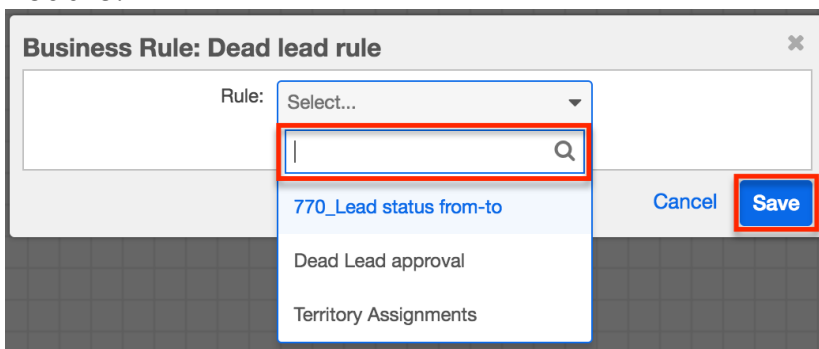 Business Rule: Dead lead rule
Rule: Select...
770_Lead status from-to
Cancel Save
Dead Lead approval
Territory Assignments